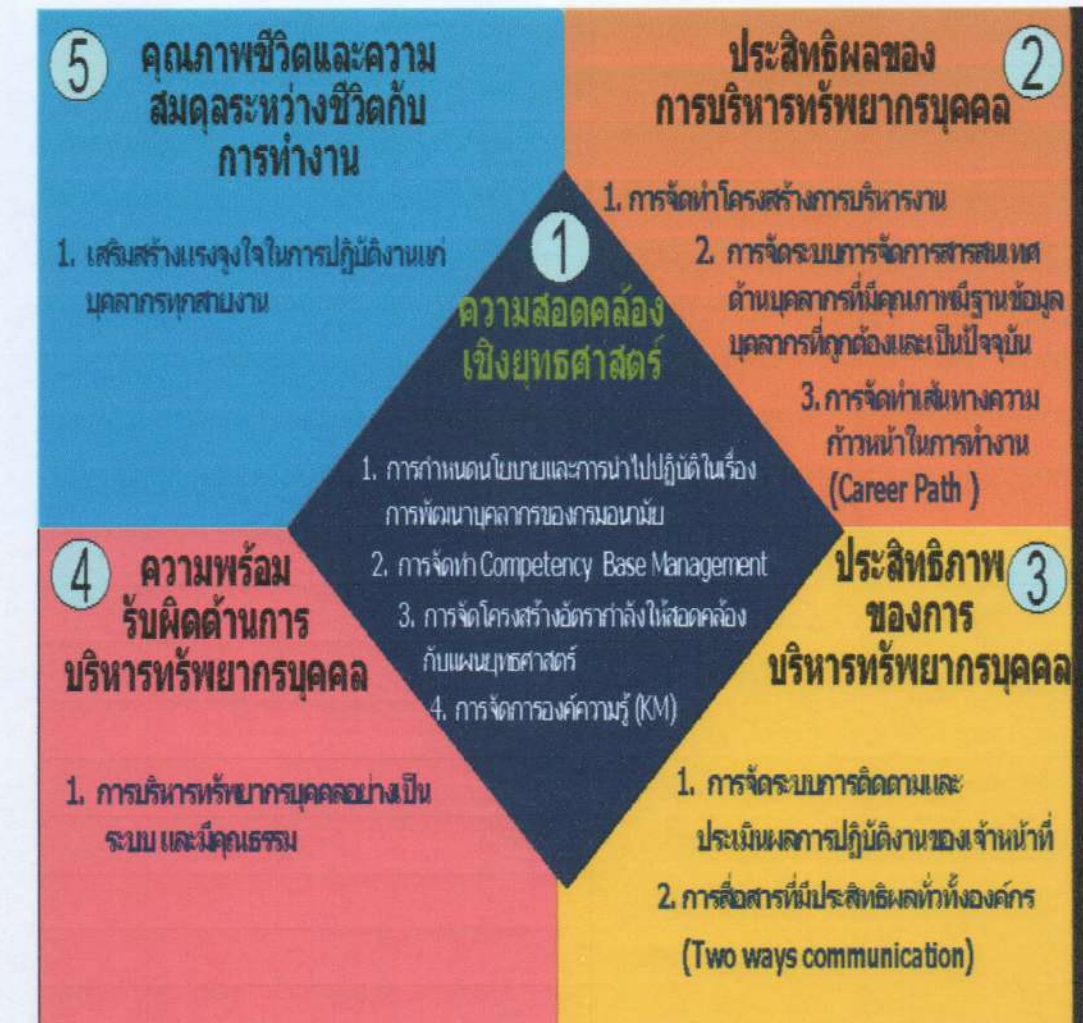 5
คุณภาพชีวิตและความ
สมดุลระหว่างชีวิตกับ
การทำงาน
1. เสริมสร้างแรงจูงใจในการปฏิบัติงานแก่
บุคลากรทุกสายงาน
2
ประสิทธิผลของ
การบริหารทรัพยากรบุคคล
1. การจัดทำโครงสร้างการบริหารงาน
2. การจัดระบบการจัดการสารสนเทศ
ด้านบุคลากรที่มีคุณภาพมีฐานข้อมูล
บุคลากรที่ถูกต้องและเป็นปัจจุบัน
3. การจัดทำเส้นทางความ
ก้าวหน้าในการทำงาน
(Career Path )
1
ความสอดคล้อง
เชิงยุทธศาสตร์
1. การกำหนดนโยบายและการนำไปปฏิบัติในเรื่อง
การพัฒนาบุคลากรของกรมอนามัย
2. การจัดทำ Competency Base Management
3. การจัดโครงสร้างอัตรากำลังให้สอดคล้อง
กับแผนยุทธศาสตร์
4. การจัดการองค์ความรู้ (KM)
4
ความพร้อม
รับผิดด้านการ
บริหารทรัพยากรบุคคล
1. การบริหารทรัพยากรบุคคลอย่างเป็น
ระบบ และมีคุณธรรม
3
ประสิทธิภาพ
ของการ
บริหารทรัพยากรบุคคล
1. การจัดระบบการติดตามและ
ประเมินผลการปฏิบัติงานของเจ้าหน้าที่
2. การสื่อสารที่มีประสิทธิผลทั่วทั้งองค์กร
(Two ways communication)